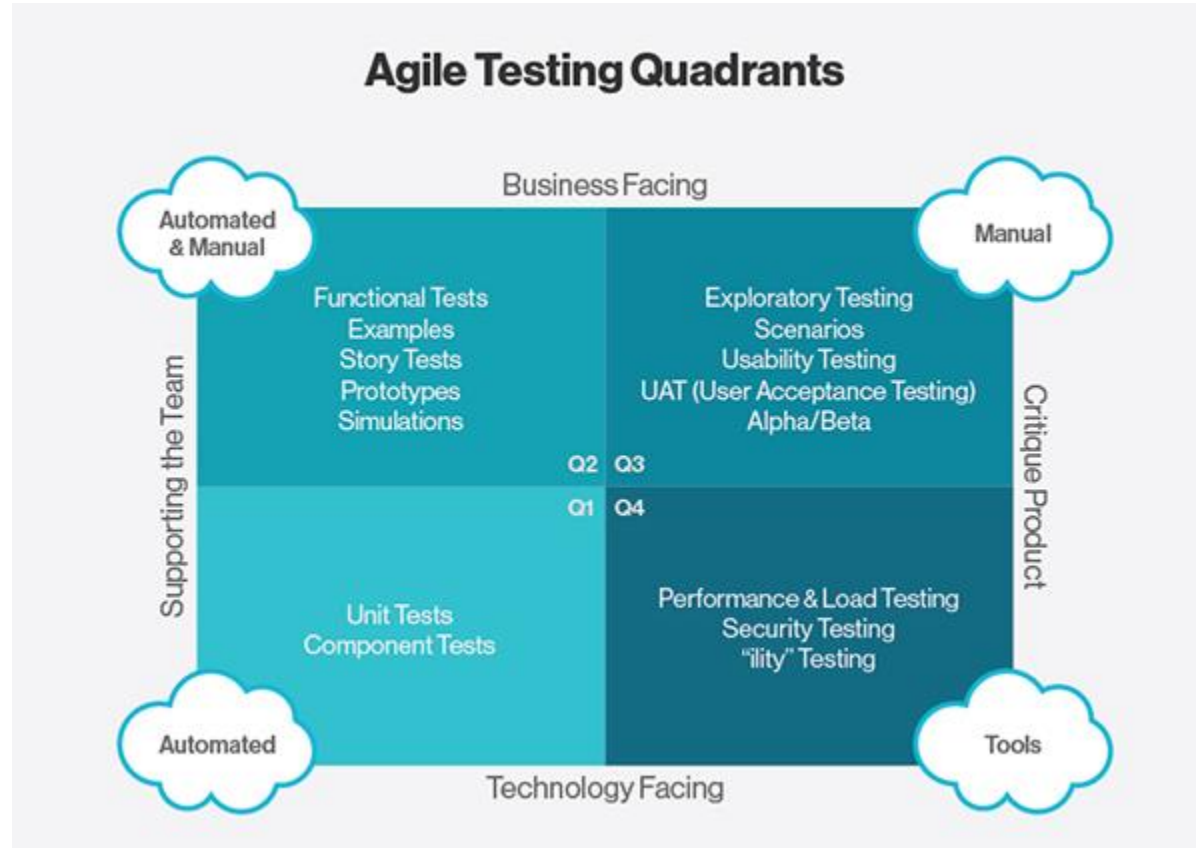 Agile Testing Quadrants
Business Facing
Automated
& Manual
Manual
Functional Tests
Examples
Story Tests
Prototypes
Simulations
Exploratory Testing
Scenarios
Usability Testing
UAT (User Acceptance Testing)
Alpha/Beta
Supporting the Team
Critique Product
Q2
Q3
Q1
Q4
Unit Tests
Component Tests
Performance & Load Testing
Security Testing
“ility” Testing
Automated
Tools
Technology Facing